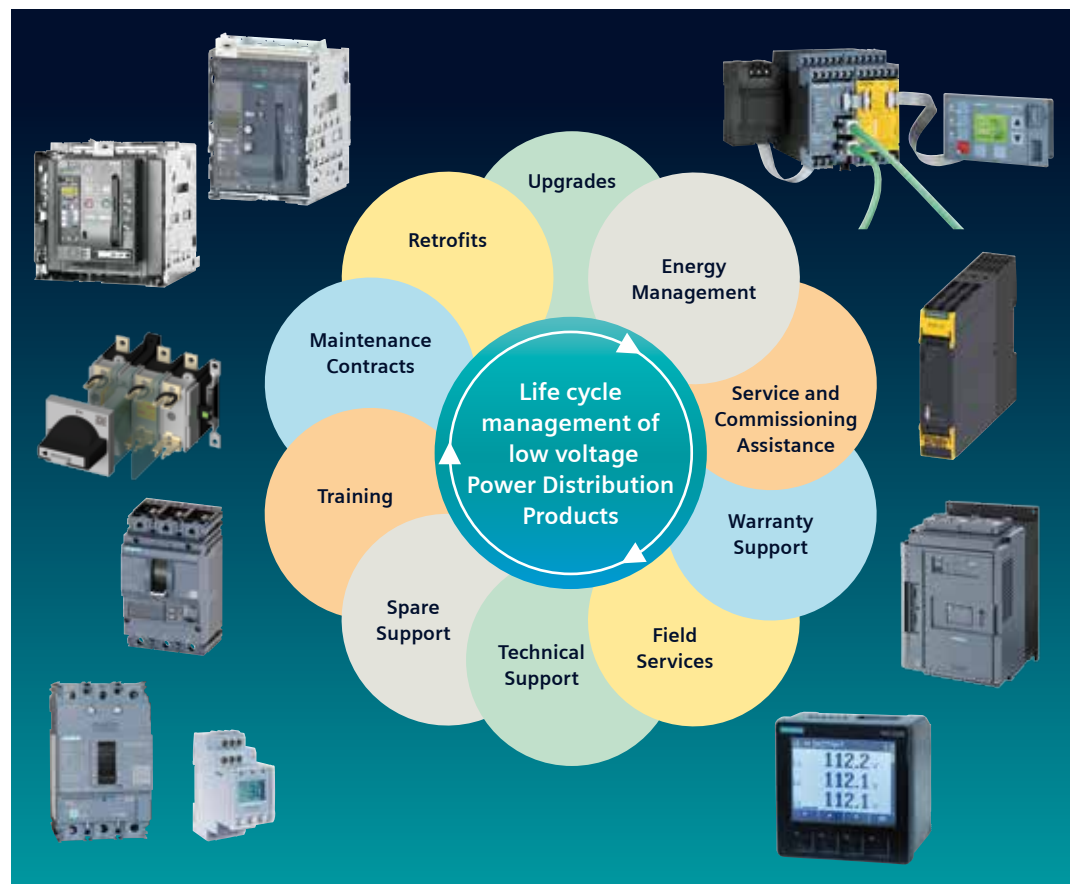 Upgrades
Retrofits
Energy
Management
Maintenance
Contracts
Life cycle
management of
low voltage
Power Distribution
Products
Service and
Commissioning
Assistance
Training
Warranty
Support
Spare
Support
Field
Services
Technical
Support
SIEMENS
112.2
112.1
112.1